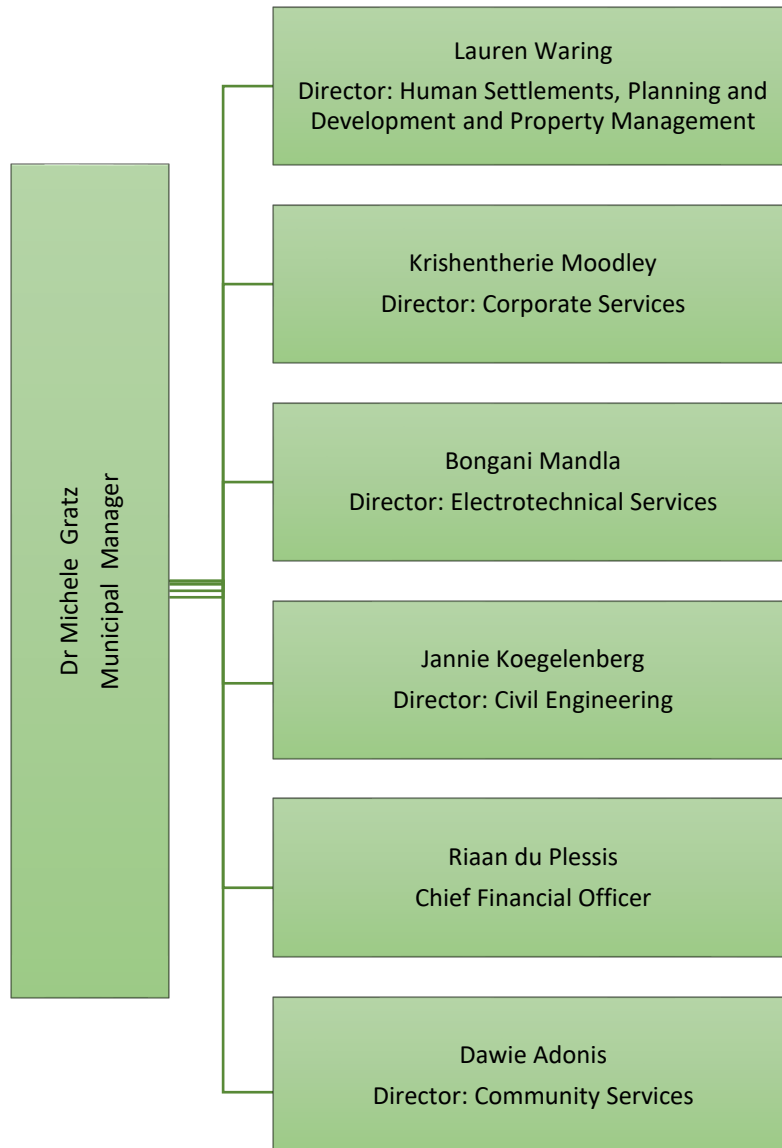 Dr Michele Gratz
Municipal Manager
Lauren Waring
Director: Human Settlements, Planning and
Development and Property Management
Krishentherie Moodley
Director: Corporate Services
Bongani Mandla
Director: Electrotechnical Services
Jannie Koegelenberg
Director: Civil Engineering
Riaan du Plessis
Chief Financial Officer
Dawie Adonis
Director: Community Services